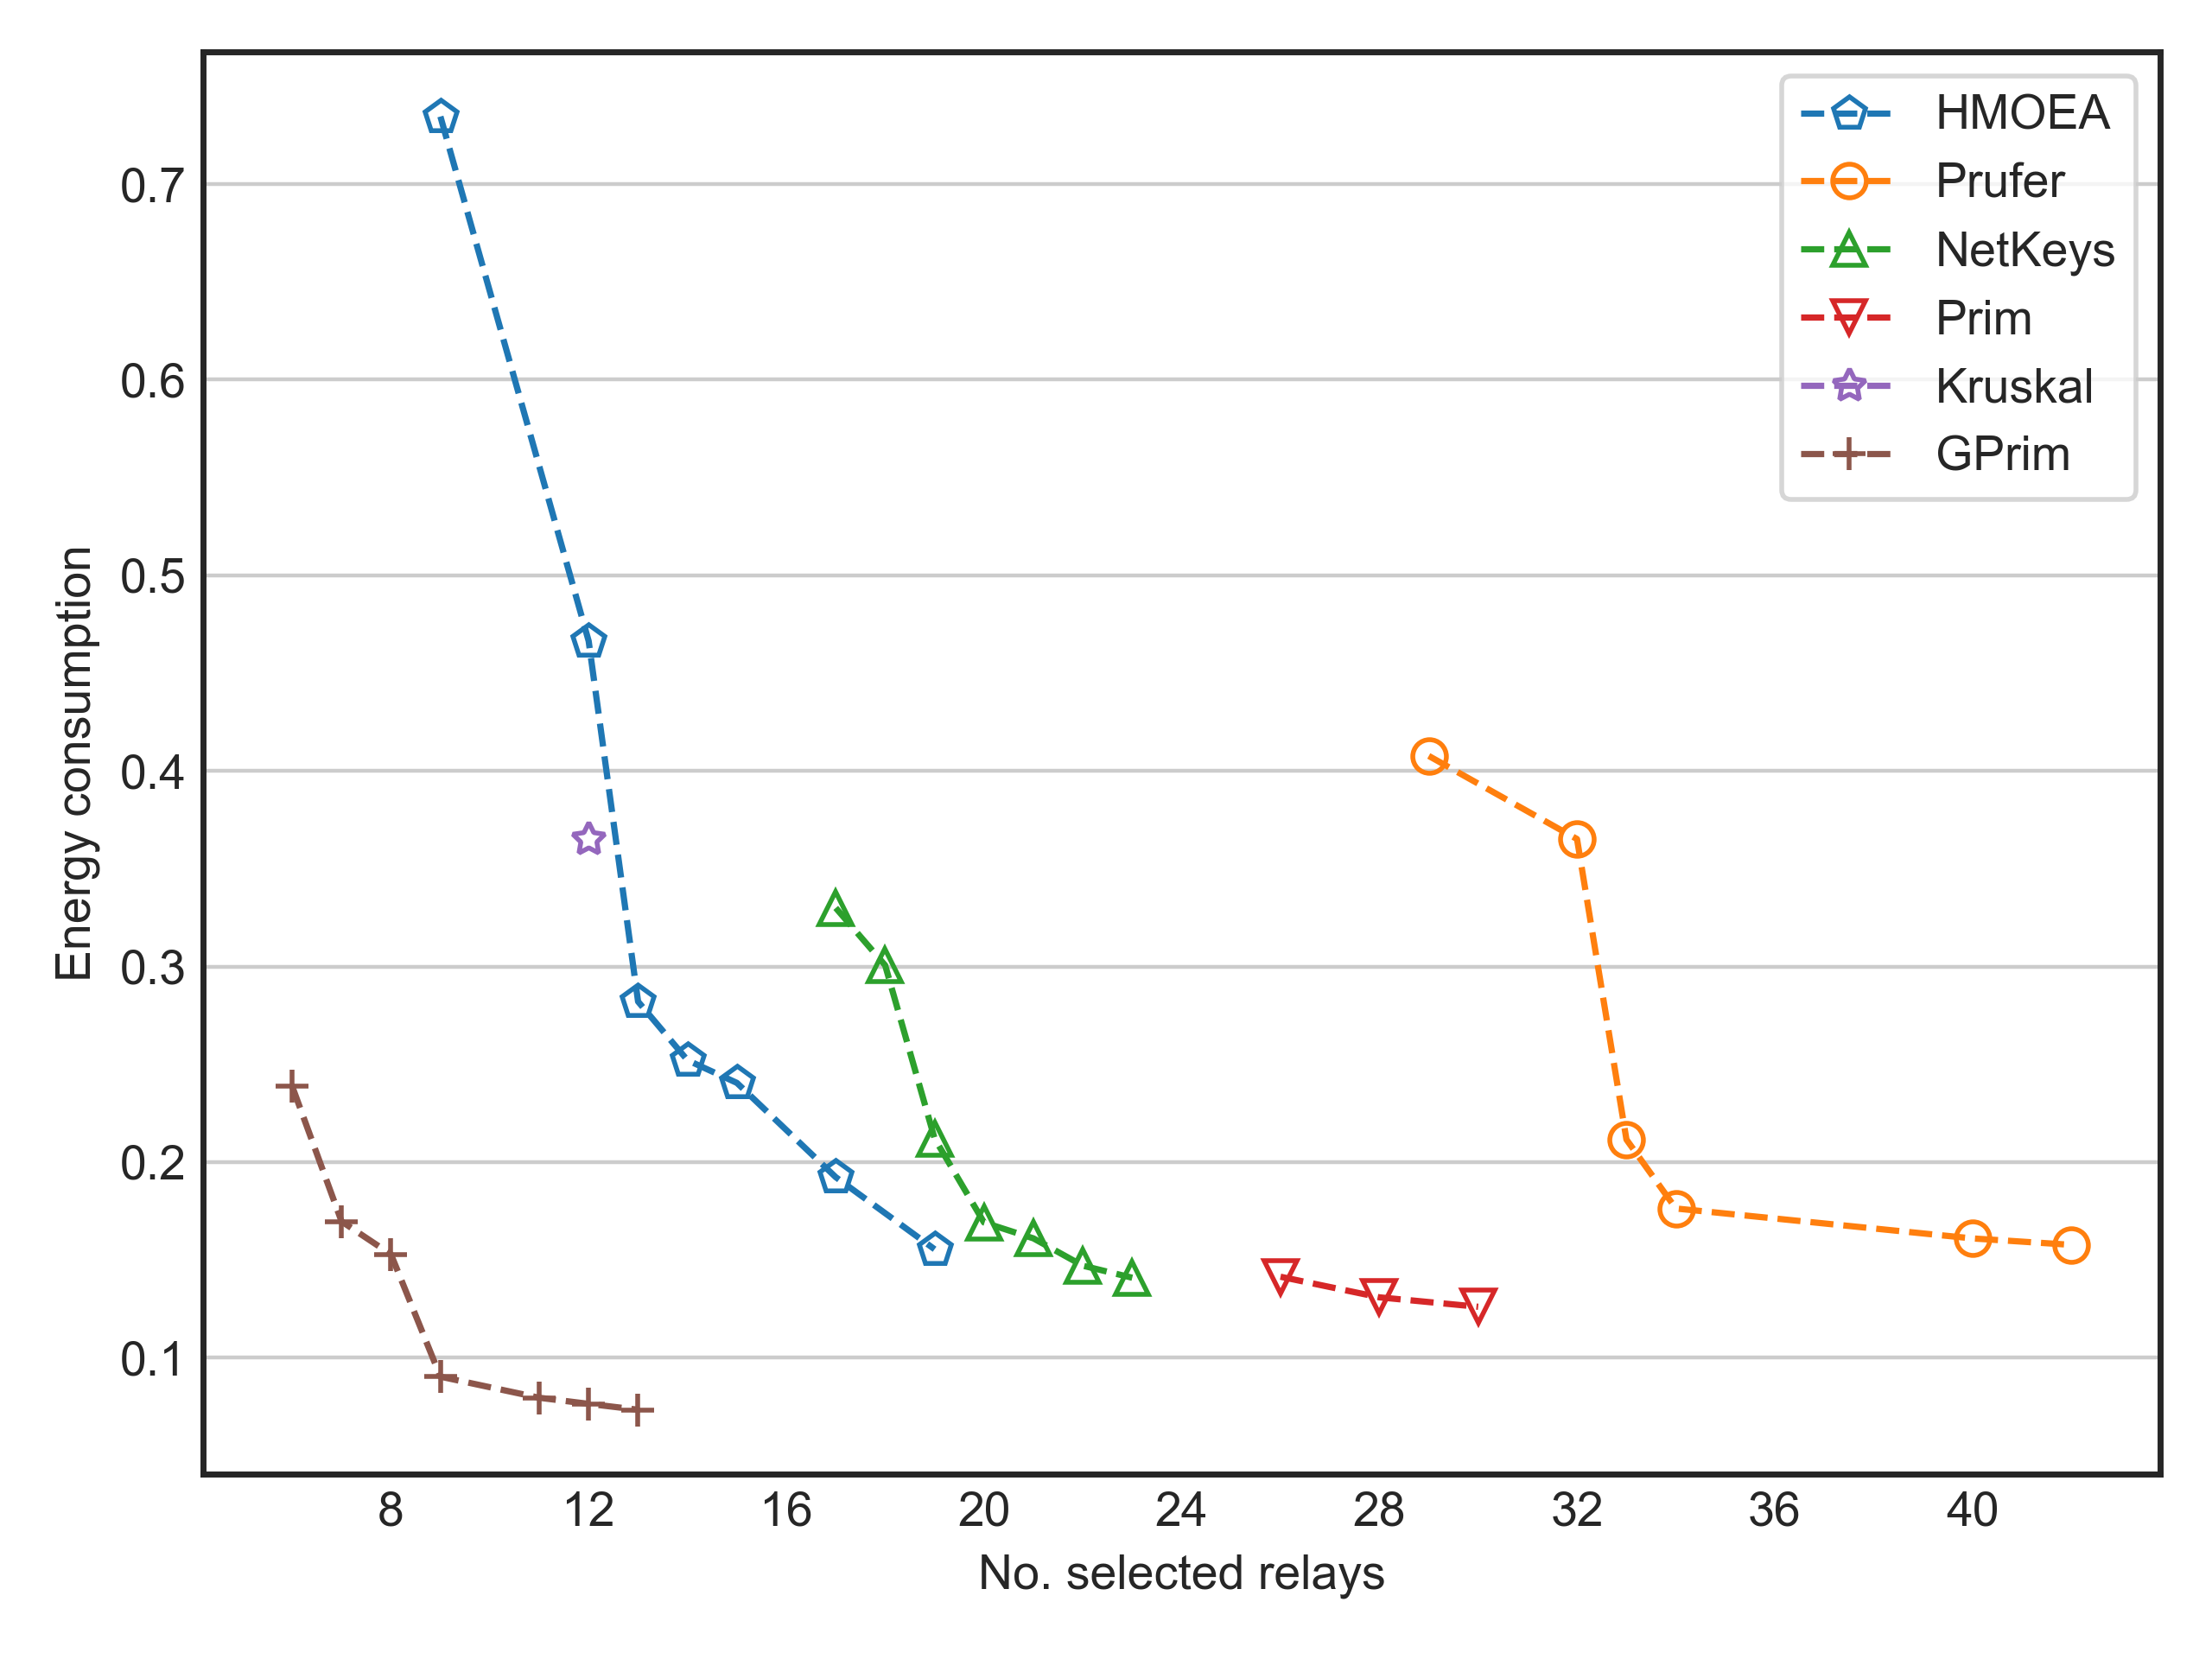 HMOEA
Prufer
NetKeys
Prim
Kruskal
GPrim
Energy consumption
0.7
0.6
0.5
0.4
0.3
0.2
0.1
8 12 16 20 24 28 32 36 40
No. selected relays